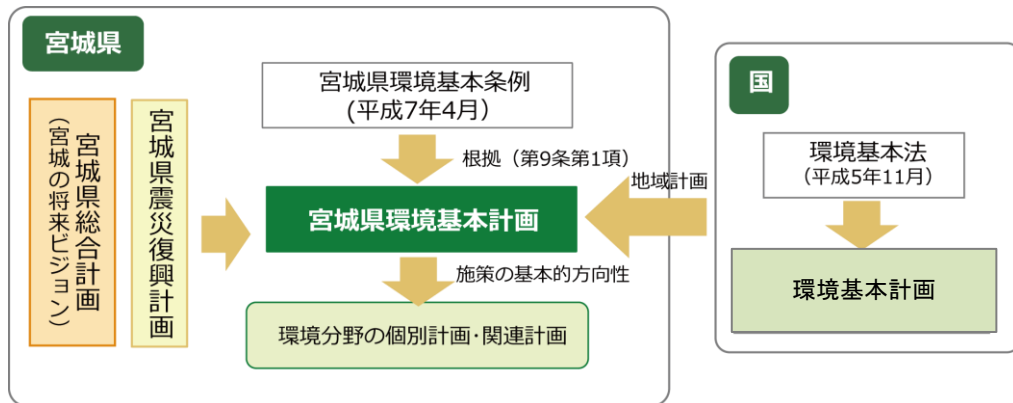 宮城県
宮城県総合計画
（宮城の将来ビジョン）
宮城県震災復興計画
宮城県環境基本条例
(平成7年4月）
根拠（第9条第1項）
宮城県環境基本計画
施策の基本的方向性
環境分野の個別計画･関連計画
地域計画
国
環境基本法
（平成5年11月）
環境基本計画